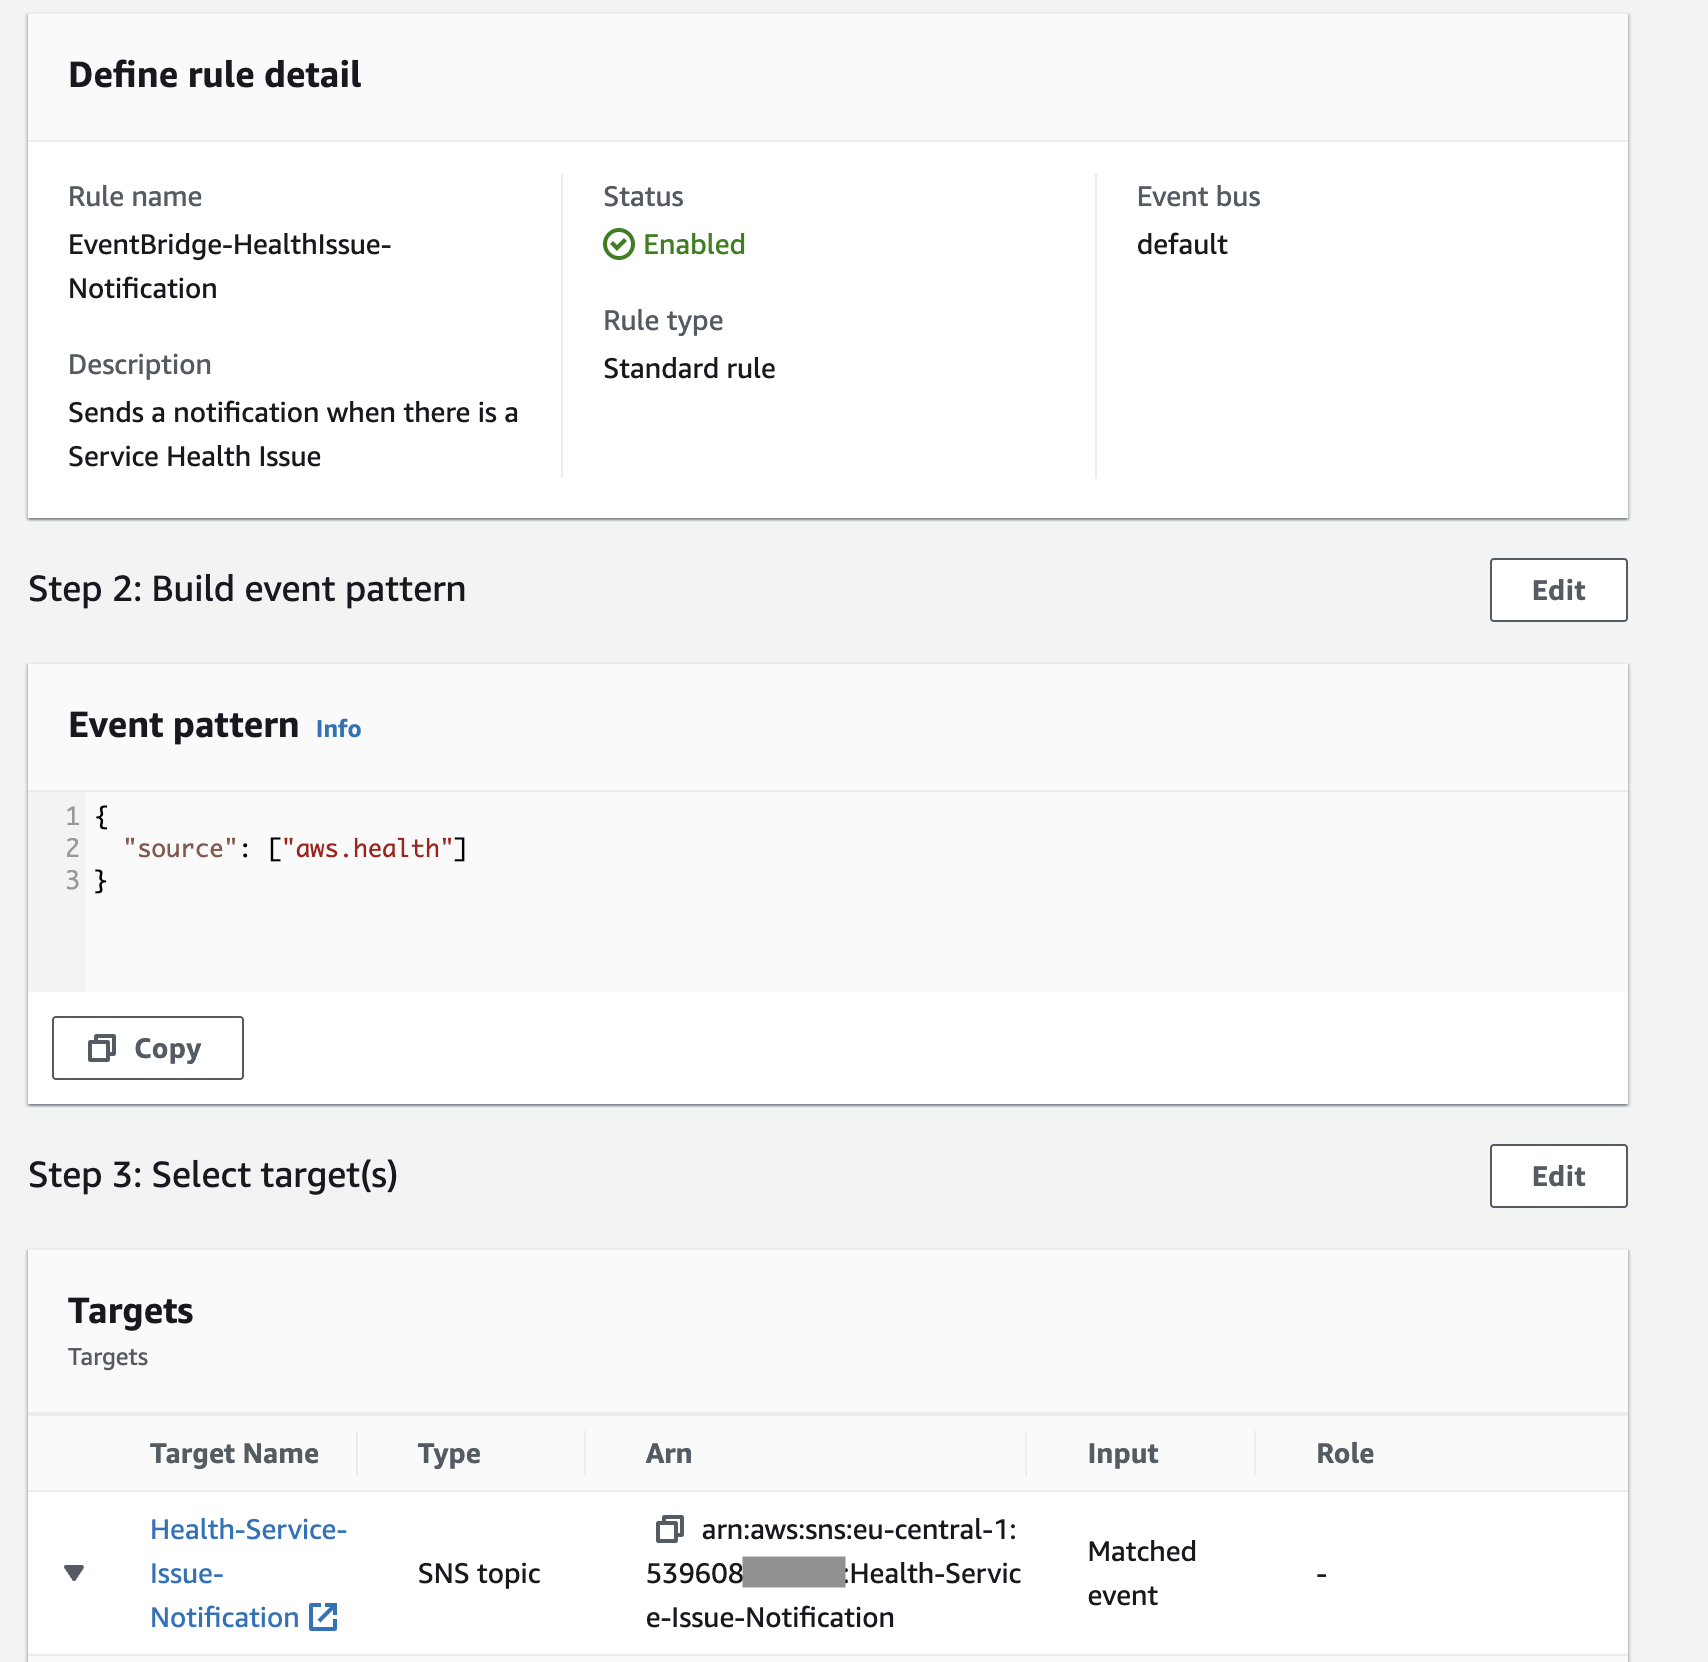 Define rule detail
Rule name
EventBridge-HealthIssue-
Notification
Description
Sends a notification when there is a
Service Health Issue
Status
Enabled
Rule type
Standard rule
Event bus
default
Step 2: Build event pattern
Edit
Event pattern Info
1 {
2 "source": ["aws.health"]
3 }
Copy
Step 3: Select target(s)
Edit
Targets
Targets
Target Name Type Arn Input Role
Health-Service-
Issue-
Notification
SNS topic
arn:aws:sns:eu-central-1:
539608 :Health-Servic
e-Issue-Notification
Matched
event
-